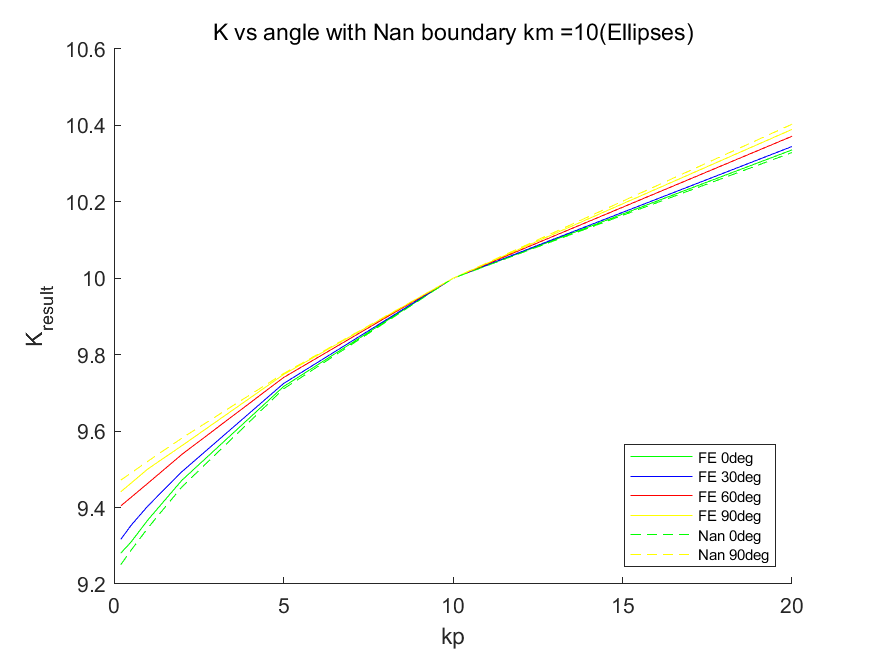 K vs angle with Nan boundary km =10(Ellipses)
10.6
10.4
10.2
10
9.8
9.6
9.4
9.2
K_result
0
5
10
15
20
kp
FE 0deg
FE 30deg
FE 60deg
FE 90deg
Nan 0deg
Nan 90deg